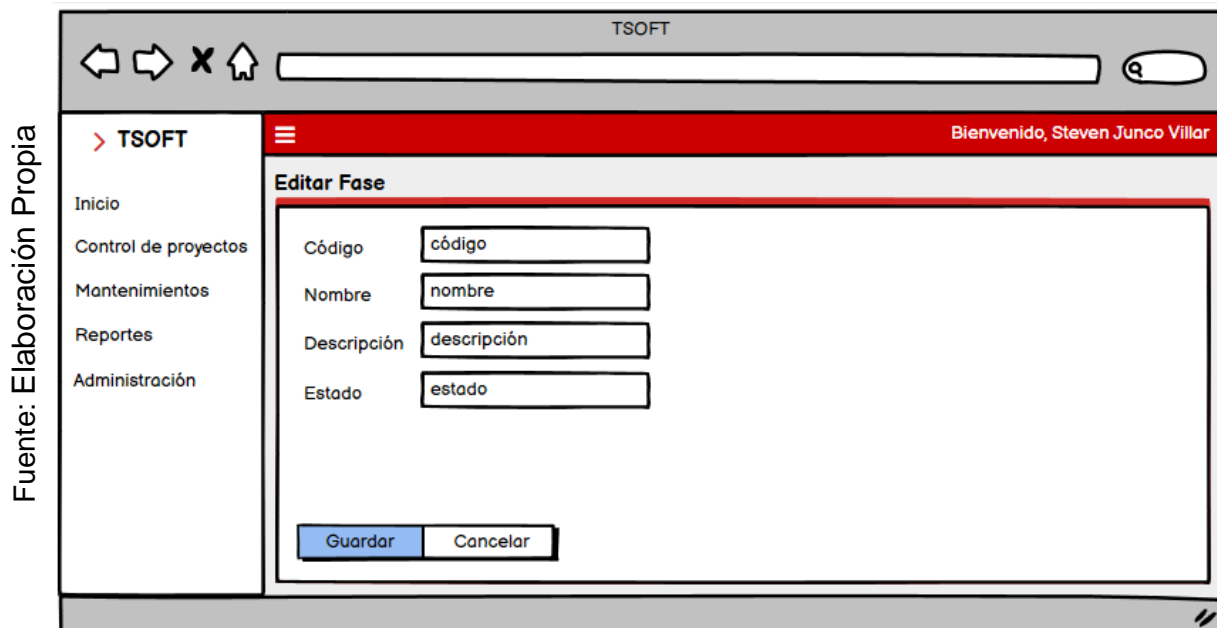 Fuente: Elaboración Propia
TSOFT
> TSOFT
Bienvenido, Steven Junco Villar
Inicio
Control de proyectos
Mantenimientos
Reportes
Administración
Editar Fase
Código
código
Nombre
nombre
Descripción
descripción
Estado
estado
Guardar
Cancelar